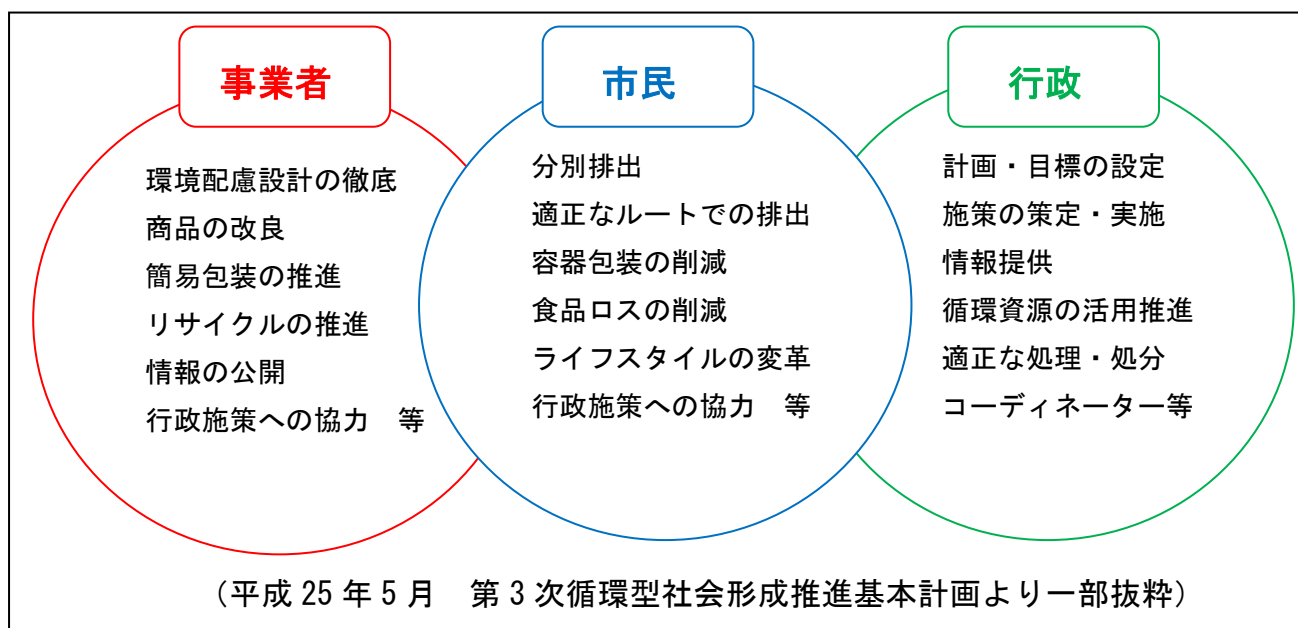 事業者
環境配慮設計の徹底
商品の改良
簡易包装の推進
リサイクルの推進
情報の公開
行政施策への協力　等
市民
分別排出
適正なルートでの排出
容器包装の削減
食品ロスの削減
ライフスタイルの変革
行政施策への協力　等
行政
計画・目標の設定
施策の策定・実施
情報提供
循環資源の活用推進
適正な処理・処分
コーディネーター等
（平成 25 年 5 月　第 3 次循環型社会形成推進基本計画より一部抜粋）